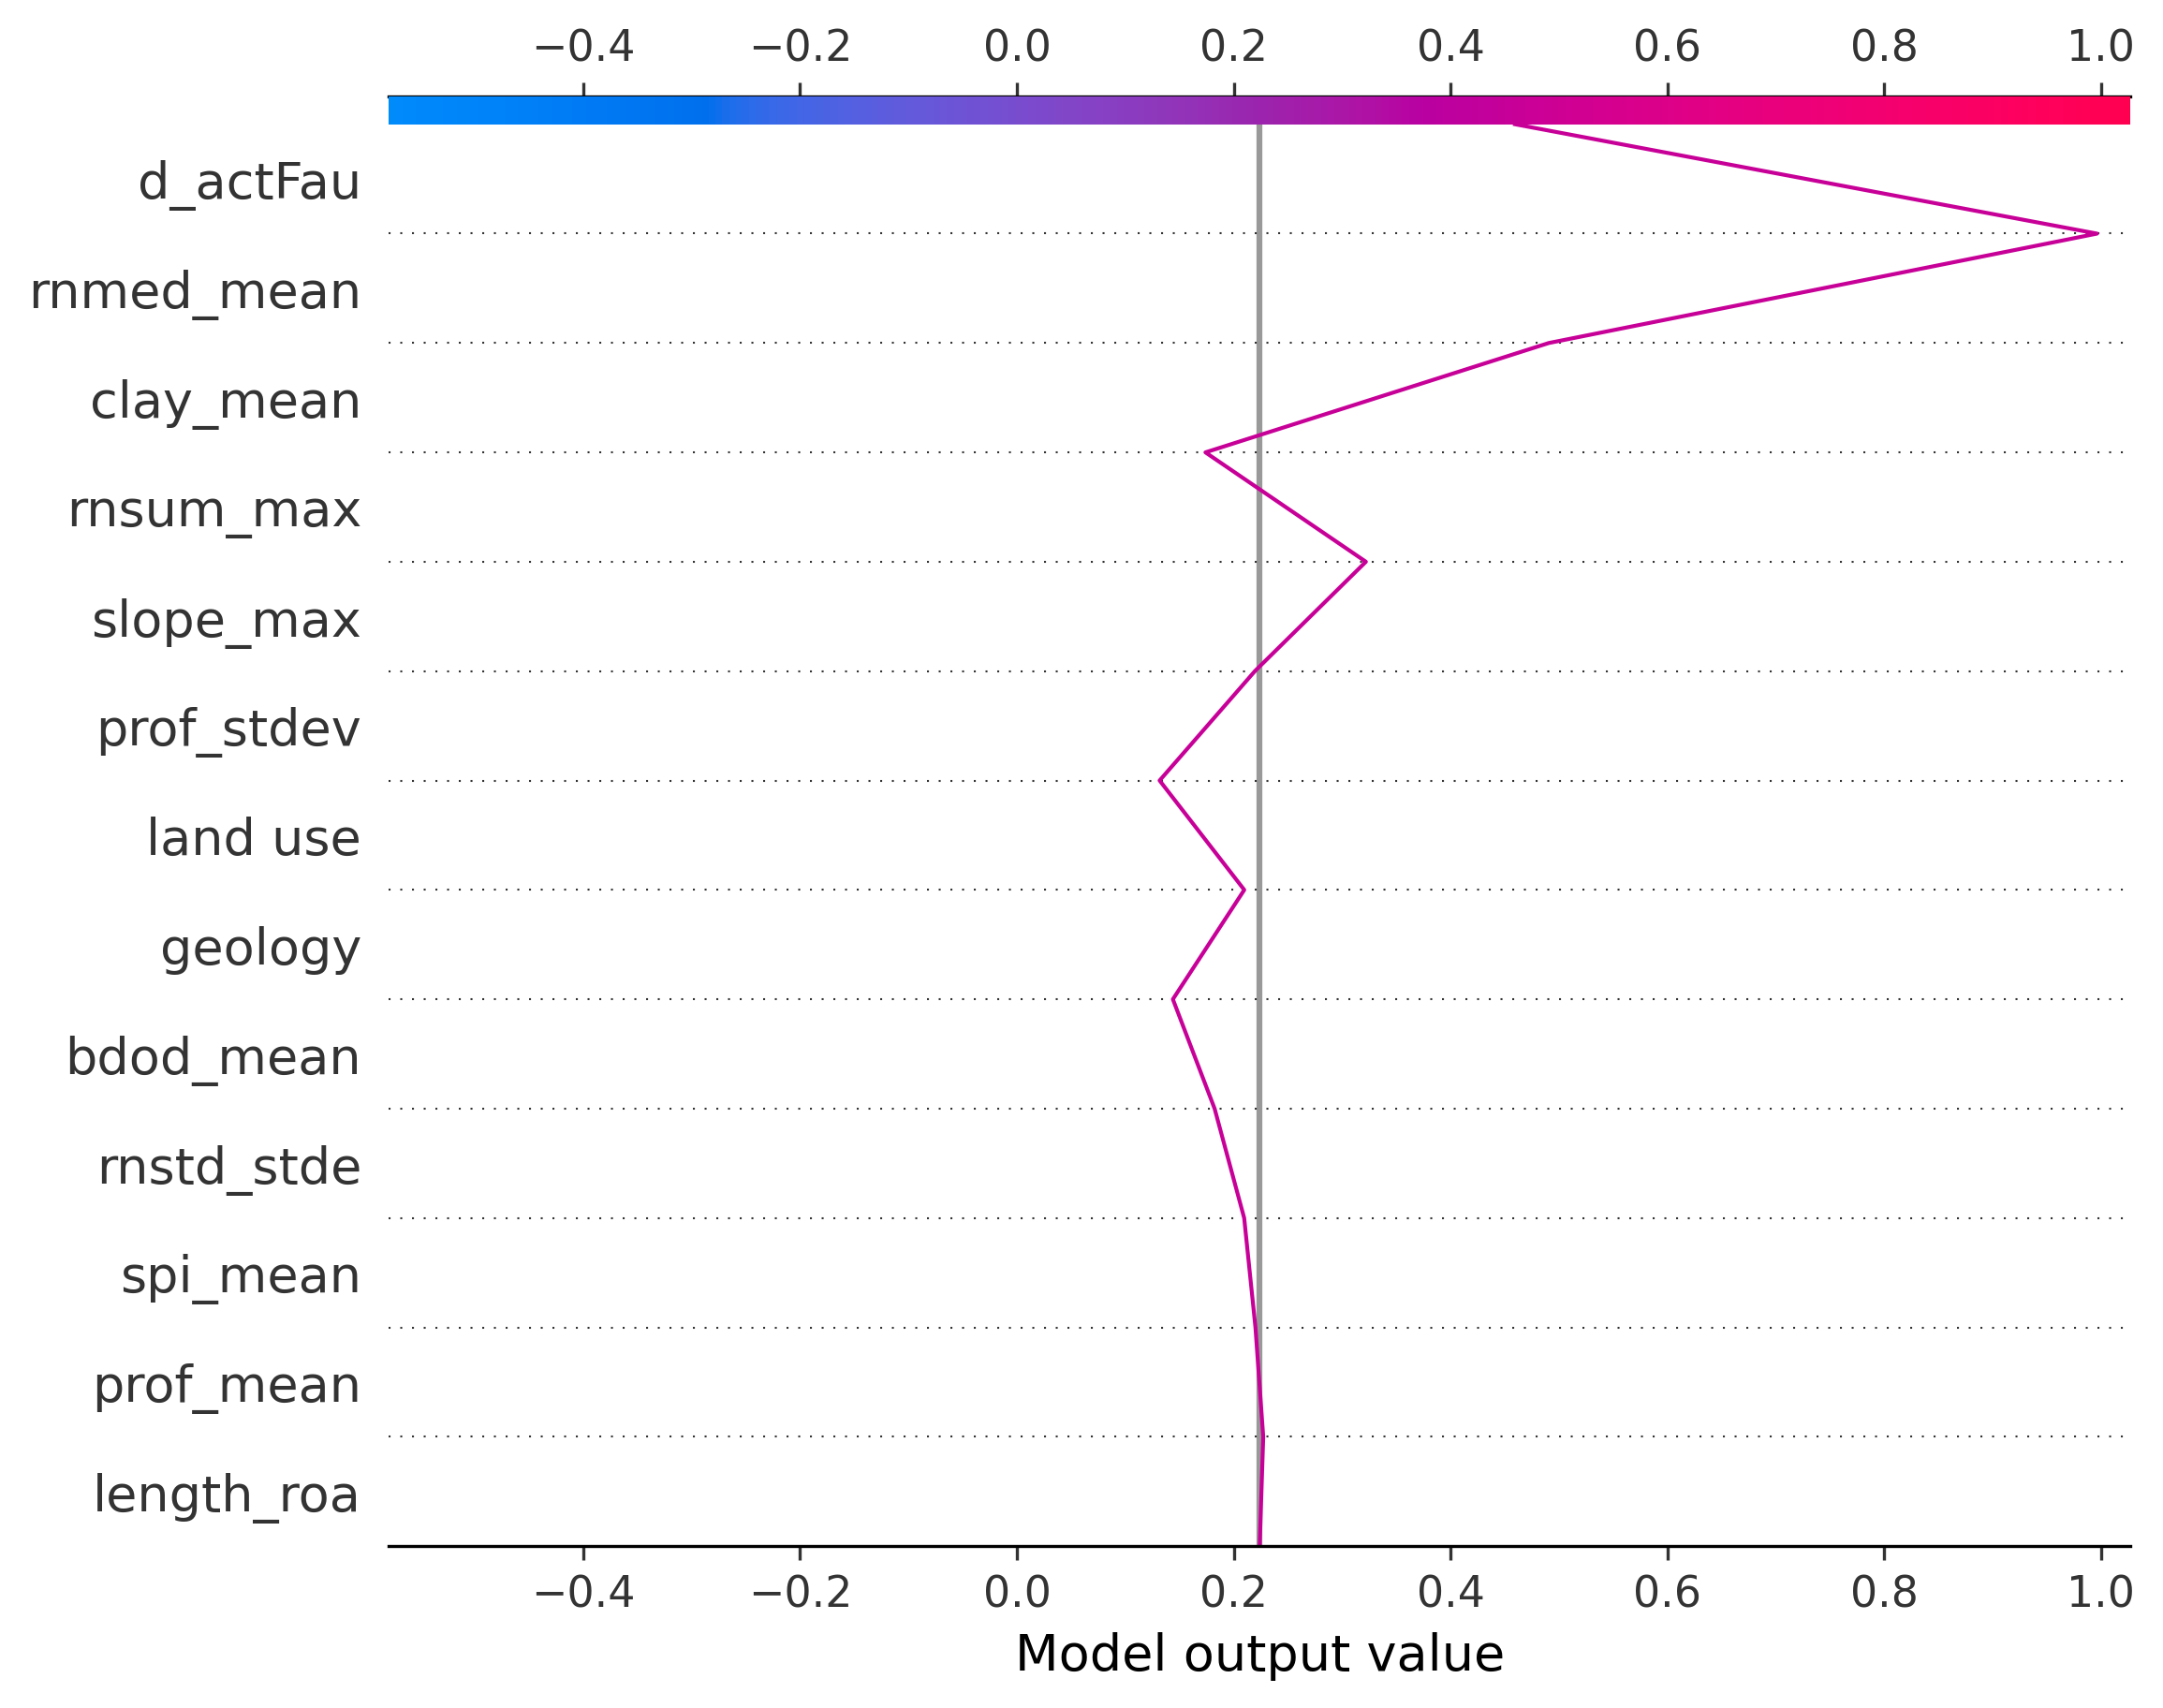 −0.4 −0.2 0.0 0.2 0.4 0.6 0.8 1.0
d_actFau
rnmed_mean
clay_mean
rnsum_max
slope_max
prof_stdev
land use
geology
bdod_mean
rnstd_stde
spi_mean
prof_mean
length_roa
−0.4 −0.2 0.0 0.2 0.4 0.6 0.8 1.0
Model output value